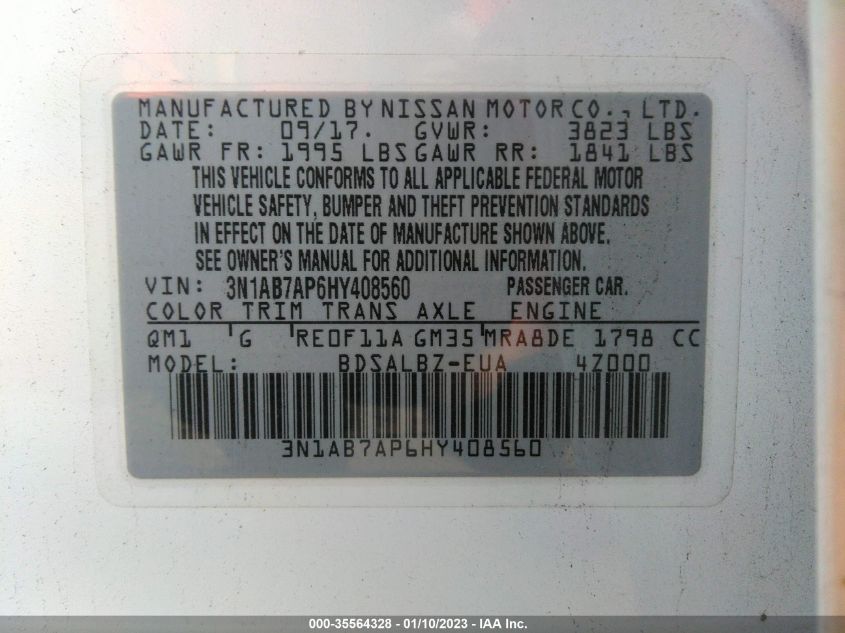 MANUFACTURED BY NISSAN MOTOR CO., LTD.
DATE: 09/17. GVWR: 3823 LBS
GAWR FR: 1995 LBS GAWR RR: 1841 LBS
THIS VEHICLE CONFORMS TO ALL APPLICABLE FEDERAL MOTOR
VEHICLE SAFETY, BUMPER AND THEFT PREVENTION STANDARDS
IN EFFECT ON THE DATE OF MANUFACTURE SHOWN ABOVE.
SEE OWNER'S MANUAL FOR ADDITIONAL INFORMATION.
VIN: 3N1AB7AP6HY408560 PASSENGER CAR.
COLOR TRIM TRANS AXLE ENGINE
QM1 G RE0F11A GM35 MRA8DE 1798 CC
MODEL: BDSALBZ-EUA 4Z000
3N1AB7AP6HY408560
000-35564328 - 01/10/2023 - IAA Inc.